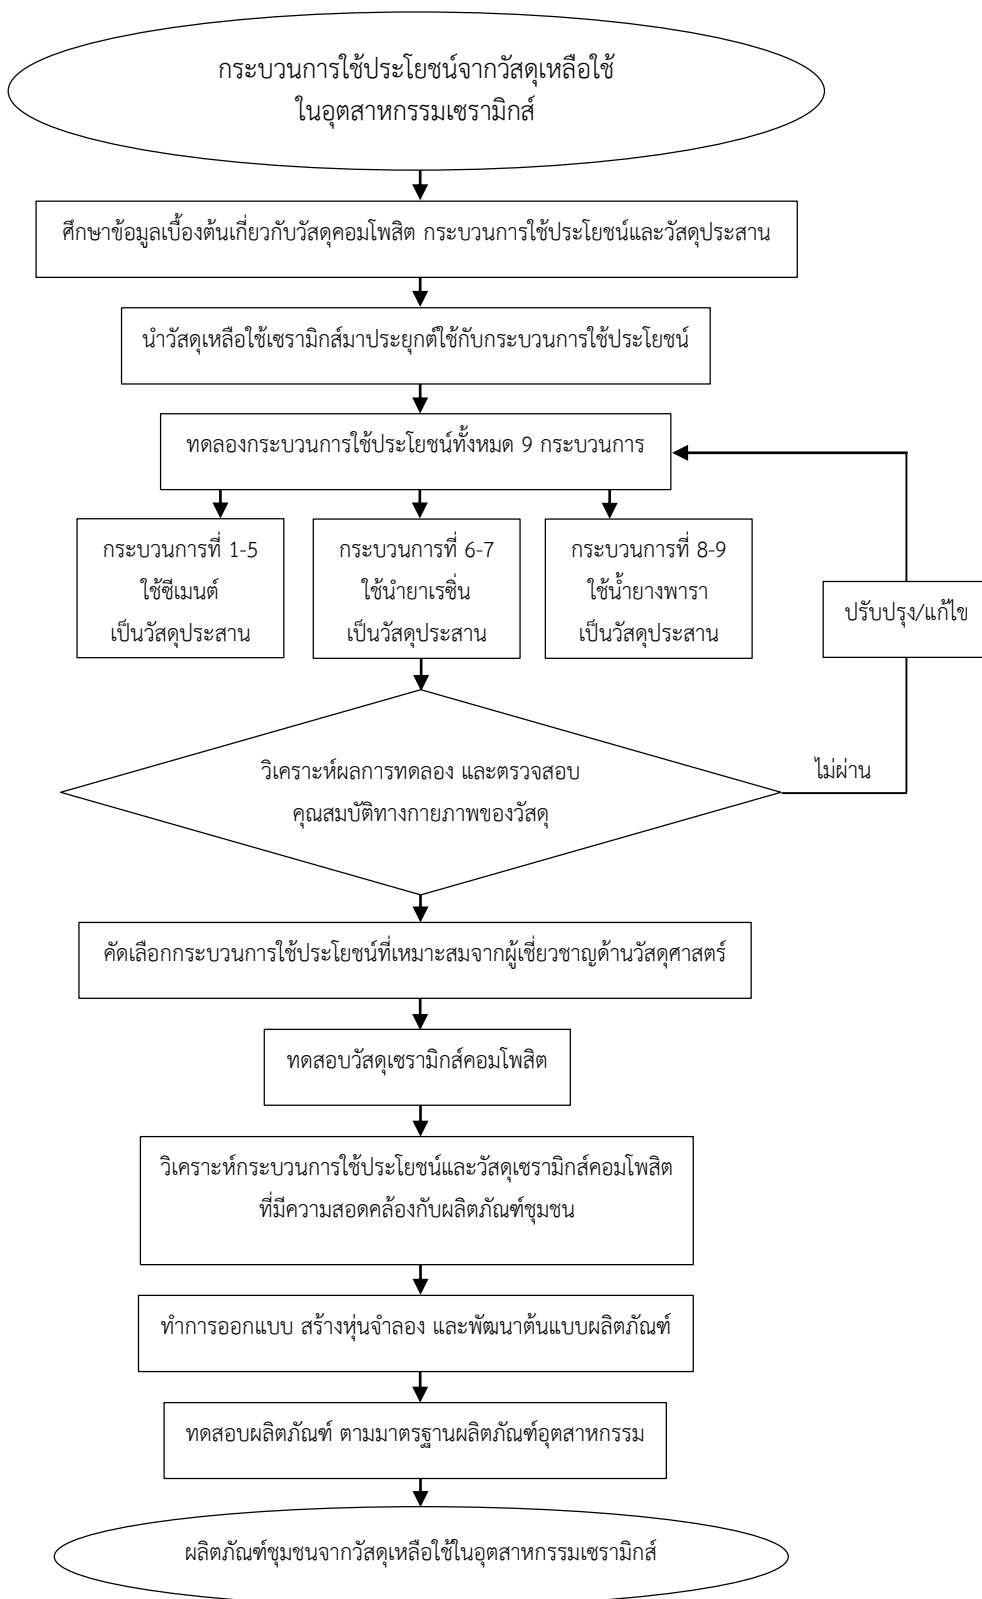 กระบวนการใช้ประโยชน์จากวัสดุเหลือใช้
ในอุตสาหกรรมเซรามิกส์
ศึกษาข้อมูลเบื้องต้นเกี่ยวกับวัสดุคอมโพสิต กระบวนการใช้ประโยชน์และวัสดุประสาน
นำวัสดุเหลือใช้เซรามิกส์มาประยุกต์ใช้กับกระบวนการใช้ประโยชน์
ทดลองกระบวนการใช้ประโยชน์ทั้งหมด 9 กระบวนการ
กระบวนการที่ 1-5
ใช้ซีเมนต์
เป็นวัสดุประสาน
กระบวนการที่ 6-7
ใช้นำยาเรซิ่น
เป็นวัสดุประสาน
กระบวนการที่ 8-9
ใช้น้ำยางพารา
เป็นวัสดุประสาน
ปรับปรุง/แก้ไข
วิเคราะห์ผลการทดลอง และตรวจสอบ
คุณสมบัติทางกายภาพของวัสดุ
ไม่ผ่าน
คัดเลือกกระบวนการใช้ประโยชน์ที่เหมาะสมจากผู้เชี่ยวชาญด้านวัสดุศาสตร์
ทดสอบวัสดุเซรามิกส์คอมโพสิต
วิเคราะห์กระบวนการใช้ประโยชน์และวัสดุเซรามิกส์คอมโพสิต
ที่มีความสอดคล้องกับผลิตภัณฑ์ชุมชน
ทำการออกแบบ สร้างหุ่นจำลอง และพัฒนาต้นแบบผลิตภัณฑ์
ทดสอบผลิตภัณฑ์ ตามมาตรฐานผลิตภัณฑ์อุตสาหกรรม
ผลิตภัณฑ์ชุมชนจากวัสดุเหลือใช้ในอุตสาหกรรมเซรามิกส์